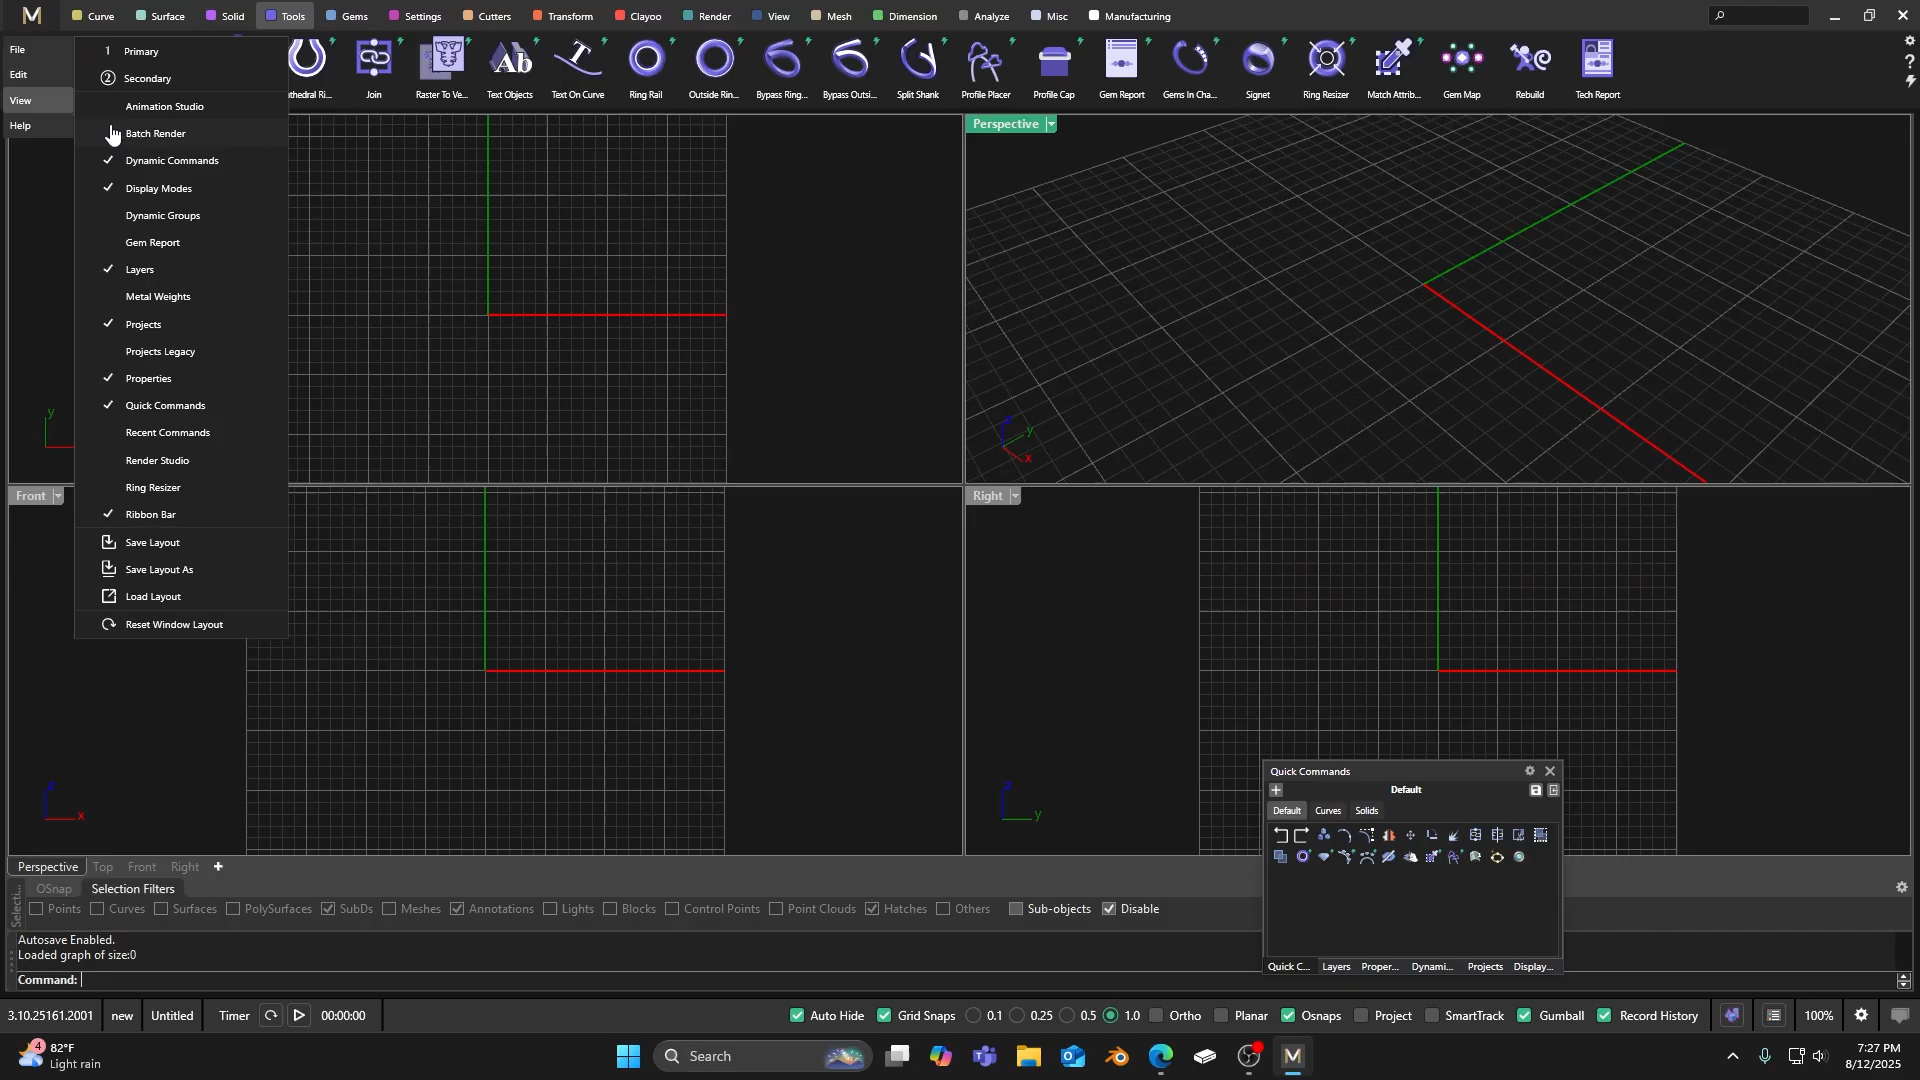 M Curve Surface Solid Tools Gems Settings Cutters Transform Clayoo Render View Mesh Dimension Analyze Misc Manufacturing
File
Edit
View
Help
1 Primary
2 Secondary
Animation Studio
Batch Render
Dynamic Commands
Display Modes
Dynamic Groups
Gem Report
Layers
Metal Weights
Projects
Projects Legacy
Properties
Quick Commands
Recent Commands
Render Studio
Ring Resizer
Ribbon Bar
Save Layout
Save Layout As
Load Layout
Reset Window Layout
thedral Ri... Join Raster To Ve... Text Objects Text On Curve Ring Rail Outside Rin... Bypass Ring... Bypass Outsi... Split Shank Profile Placer Profile Cap Gem Report Gems In Cha... Signet Ring Resizer Match Attrib... Gem Map Rebuild Tech Report
Perspective
y
z y
x
Front
Right
z
x
z
y
Quick Commands
Default
Default Curves Solids
Quick C... Layers Proper... Dynami... Projects Display...
Perspective Top Front Right
OSnap Selection Filters
Selecti...
Points Curves Surfaces PolySurfaces SubDs Meshes Annotations Lights Blocks Control Points Point Clouds Hatches Others Sub-objects Disable
Autosave Enabled.
Loaded graph of size:0
Command:
3.10.25161.2001 new Untitled Timer 00:00:00 Auto Hide Grid Snaps 0.1 0.25 0.5 1.0 Ortho Planar Osnaps Project SmartTrack Gumball Record History 100%
4 82°F
Light rain
Search
7:27 PM
8/12/2025